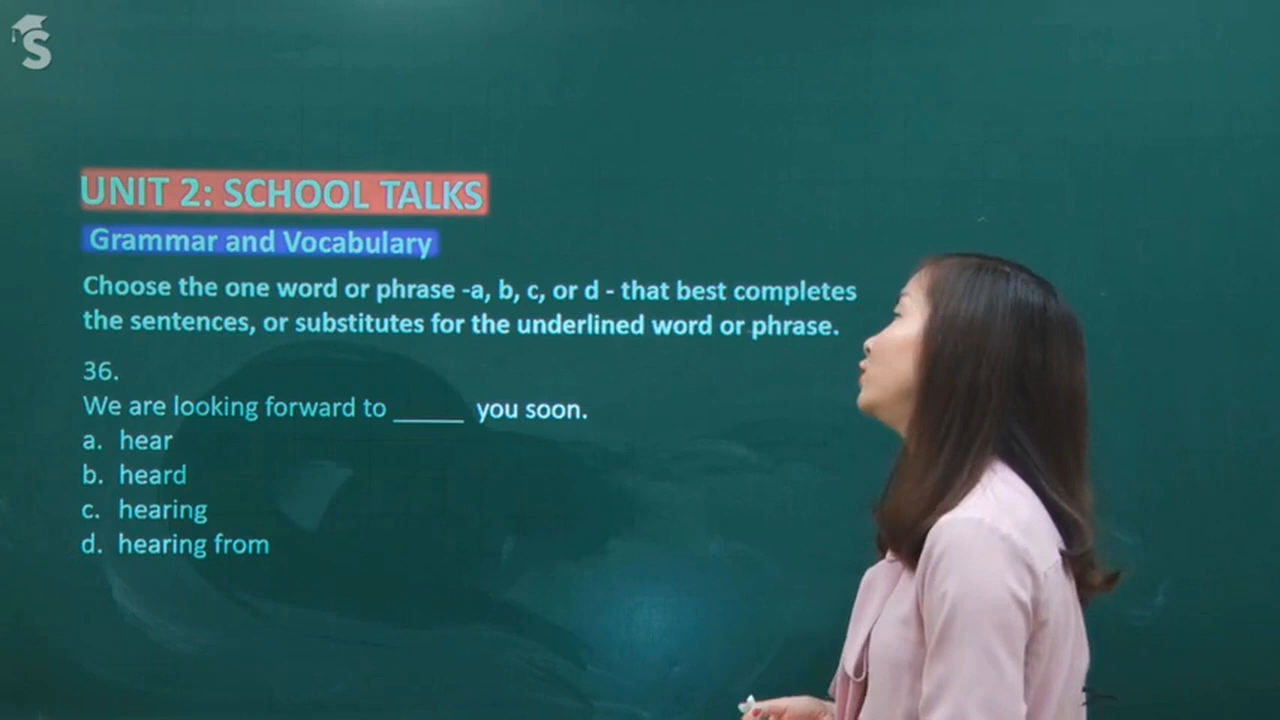 S
UNIT 2: SCHOOL TALKS
Grammar and Vocabulary
Choose the one word or phrase -a, b, c, or d - that best completes
the sentences, or substitutes for the underlined word or phrase.
36.
We are looking forward to _____ you soon.
a. hear
b. heard
c. hearing
d. hearing from